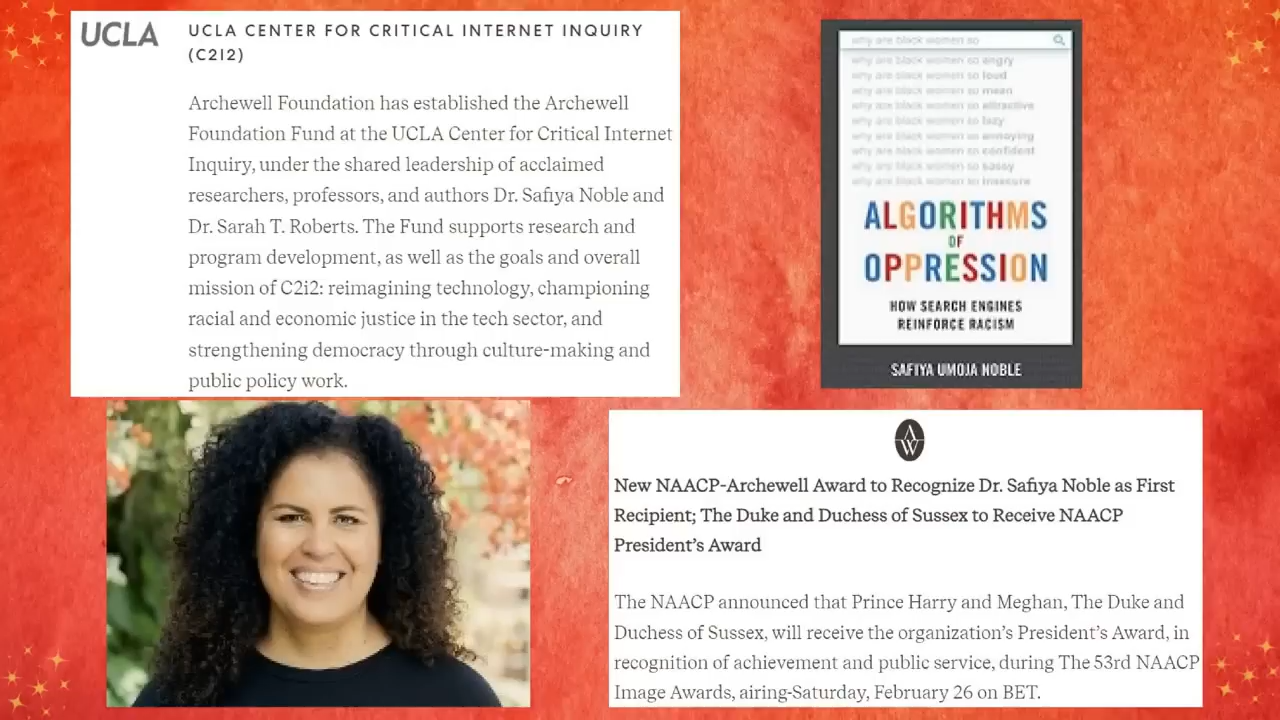 UCLA
UCLA CENTER FOR CRITICAL INTERNET INQUIRY
(C2I2)
Archewell Foundation has established the Archewell
Foundation Fund at the UCLA Center for Critical Internet
Inquiry, under the shared leadership of acclaimed
researchers, professors, and authors Dr. Safiya Noble and
Dr. Sarah T. Roberts. The Fund supports research and
program development, as well as the goals and overall
mission of C2i2: reimagining technology, championing
racial and economic justice in the tech sector, and
strengthening democracy through culture-making and
public policy work.
why are black women so
why are black women so angry
why are black women so loud
why are black women so mean
why are black women so attractive
why are black women so lazy
why are black women so annoying
why are black women so confident
why are black women so sassy
why are black women so insecure
ALGORITHMS
OF
OPPRESSION
HOW SEARCH ENGINES
REINFORCE RACISM
SAFIYA UMOJA NOBLE
AW
New NAACP-Archewell Award to Recognize Dr. Safiya Noble as First
Recipient; The Duke and Duchess of Sussex to Receive NAACP
President’s Award
The NAACP announced that Prince Harry and Meghan, The Duke and
Duchess of Sussex, will receive the organization’s President’s Award, in
recognition of achievement and public service, during The 53rd NAACP
Image Awards, airing-Saturday, February 26 on BET.